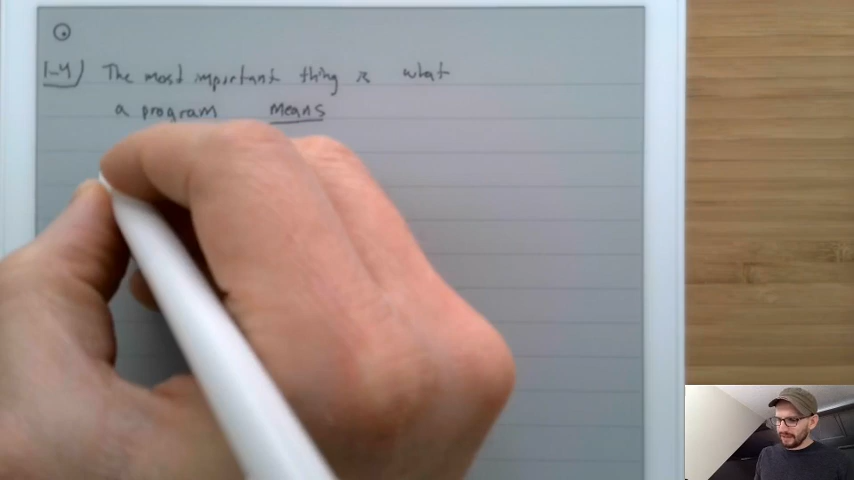 1-4) The most important thing is what
a program means